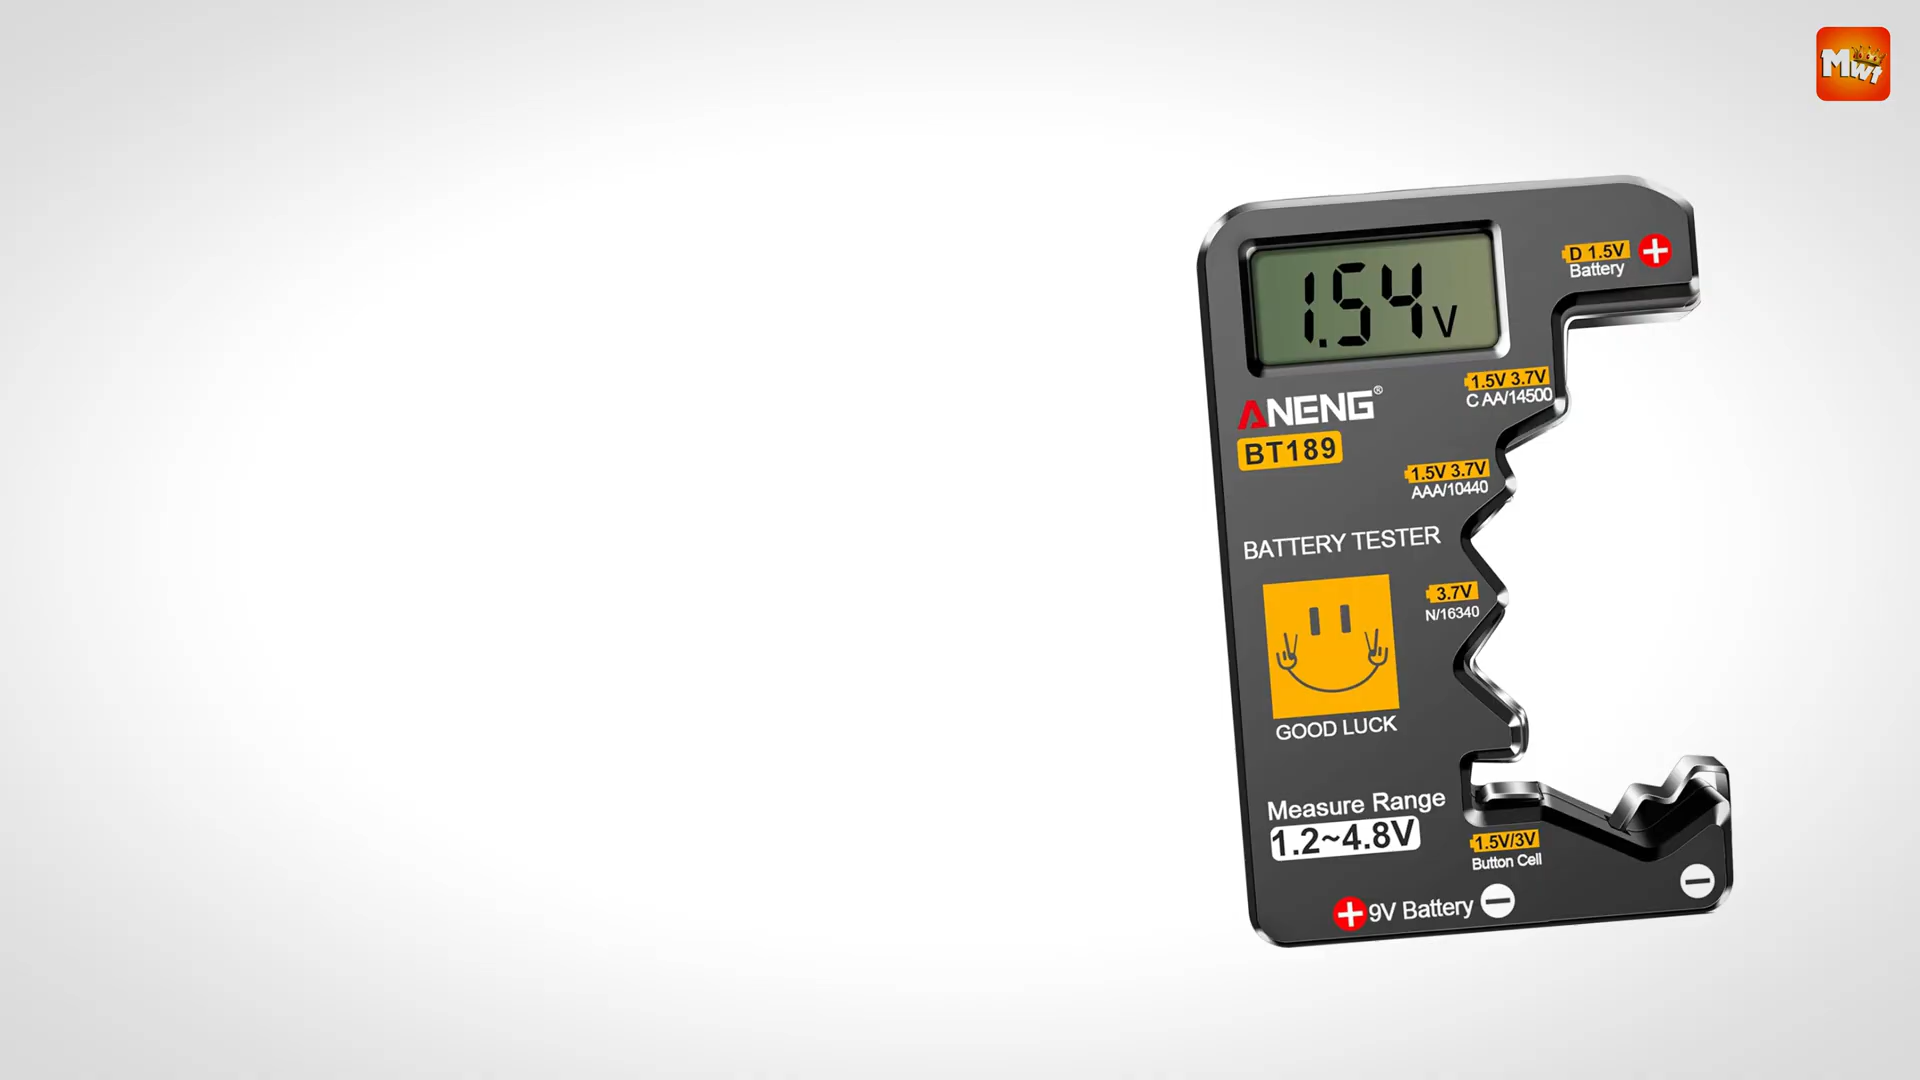 Mwt
D 1.5V
Battery
1.54V
1.5V 3.7V
C AA/14500
ANENG®
BT189
1.5V 3.7V
AAA/10440
BATTERY TESTER
3.7V
N/16340
GOOD LUCK
Measure Range
1.2~4.8V
1.5V/3V
Button Cell
9V Battery